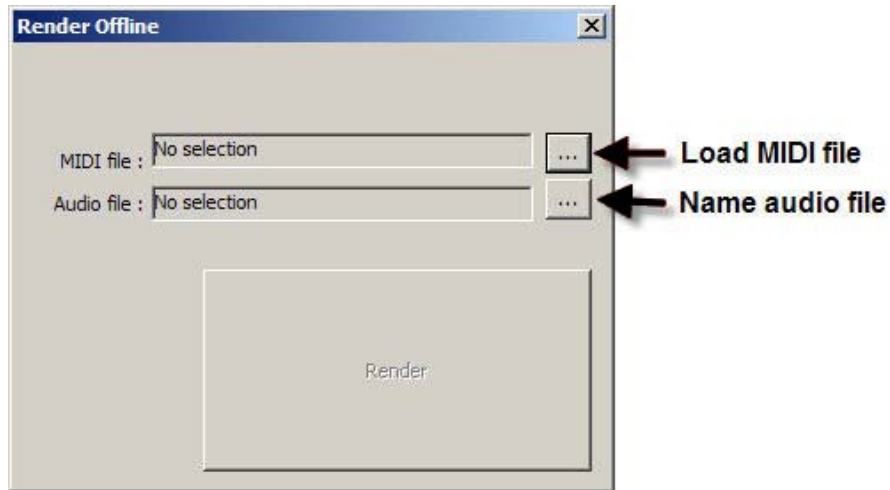 Render Offline
MIDI file : No selection ... Load MIDI file
Audio file : No selection ... Name audio file
Render